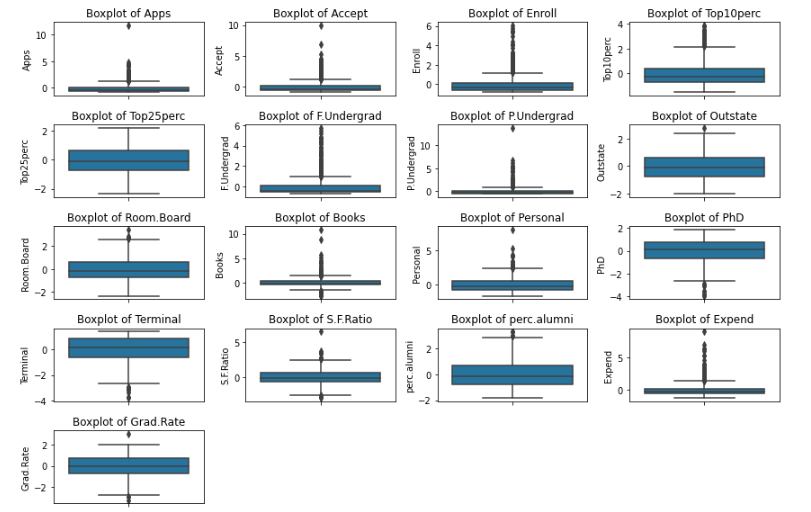 Boxplot of Apps
Apps
10
5
0
Boxplot of Accept
Accept
10
5
0
Boxplot of Enroll
Enroll
6
4
2
0
Boxplot of Top10perc
Top10perc
4
2
0
Boxplot of Top25perc
Top25perc
2
0
−2
Boxplot of F.Undergrad
F.Undergrad
6
4
2
0
Boxplot of P.Undergrad
P.Undergrad
10
5
0
Boxplot of Outstate
Outstate
2
0
−2
Boxplot of Room.Board
Room.Board
2
0
−2
Boxplot of Books
Books
10
5
0
Boxplot of Personal
Personal
5
0
Boxplot of PhD
PhD
2
0
−2
−4
Boxplot of Terminal
Terminal
0
−2
−4
Boxplot of S.F.Ratio
S.F.Ratio
5
0
Boxplot of perc.alumni
perc.alumni
2
0
−2
Boxplot of Expend
Expend
5
0
Boxplot of Grad.Rate
Grad.Rate
2
0
−2